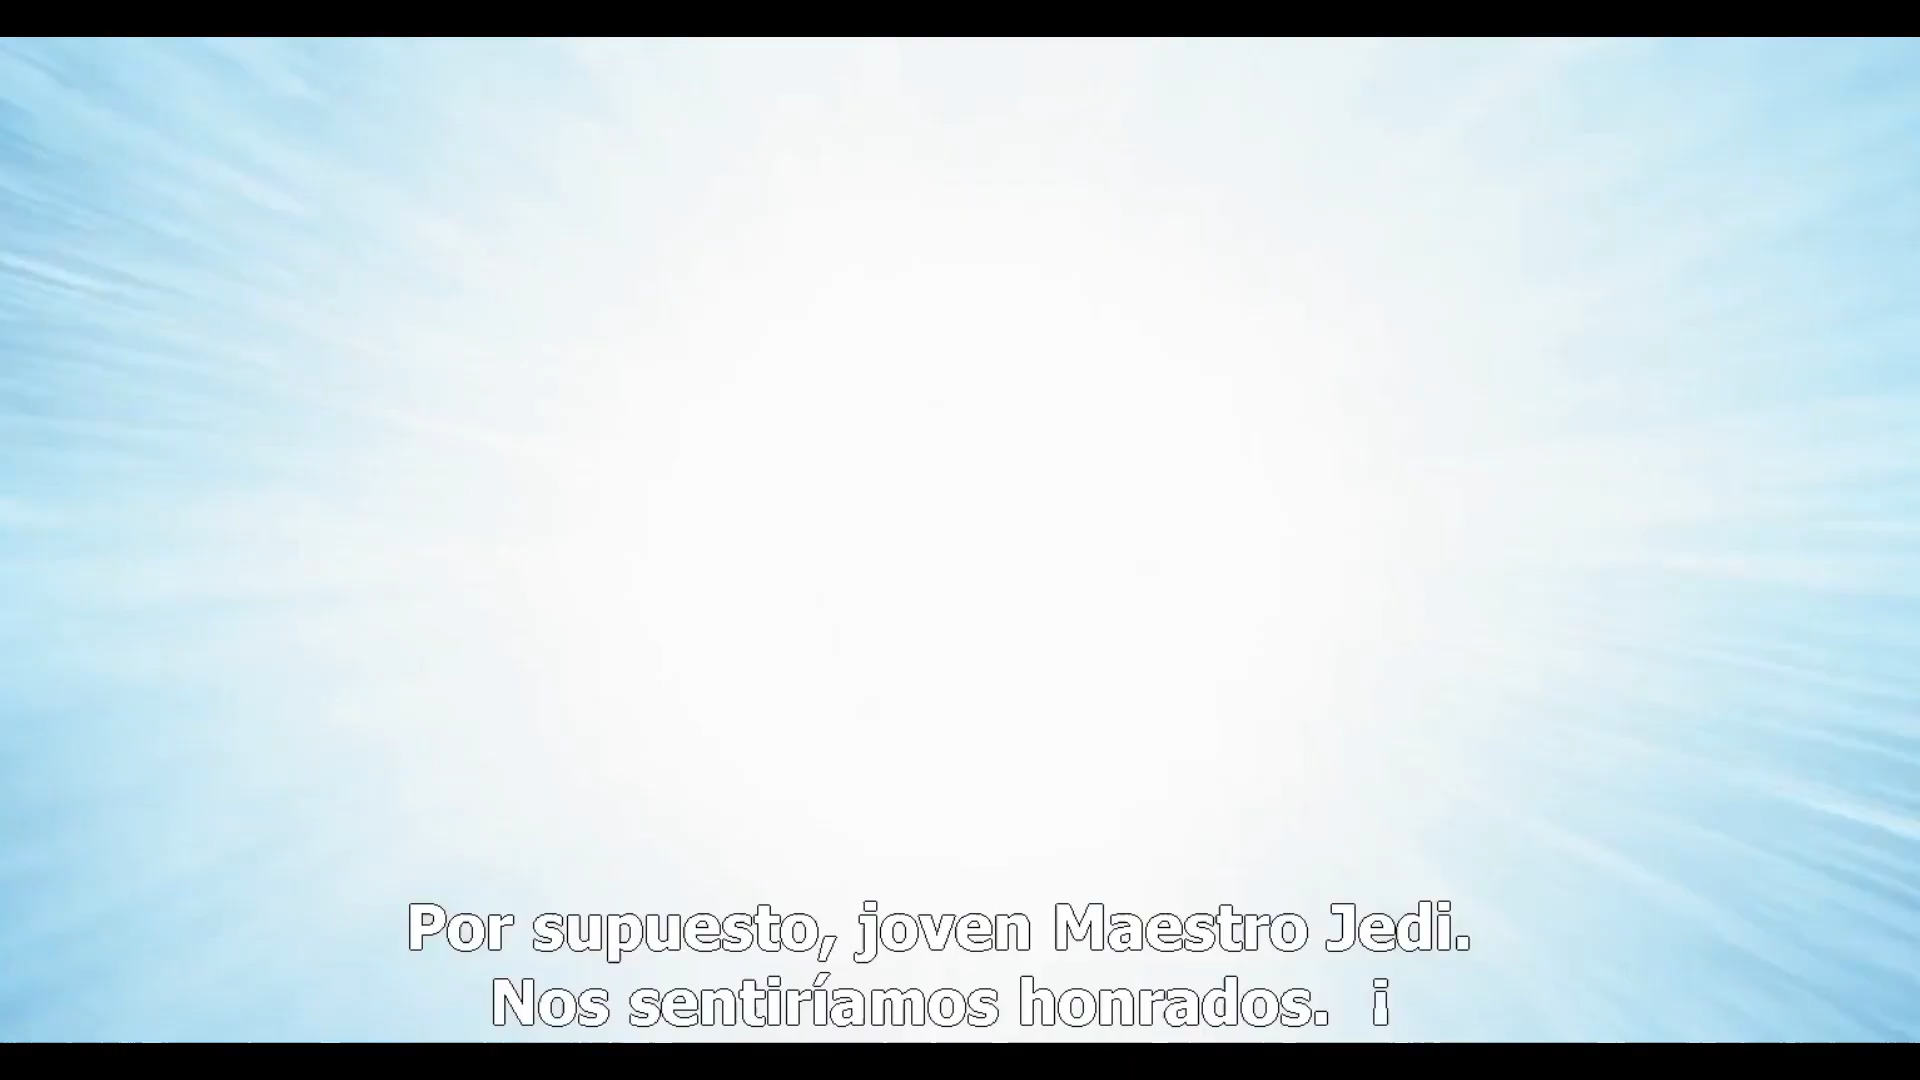 Por supuesto, joven Maestro Jedi.
Nos sentiríamos honrados. ¡